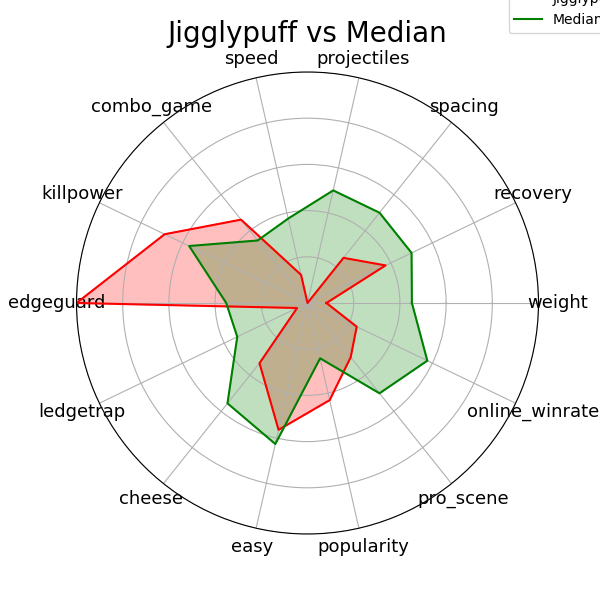 Jigglypuff vs Median
Median
speed
projectiles
combo_game
spacing
killpower
recovery
edgeguard
weight
ledgetrap
online_winrate
cheese
pro_scene
easy
popularity